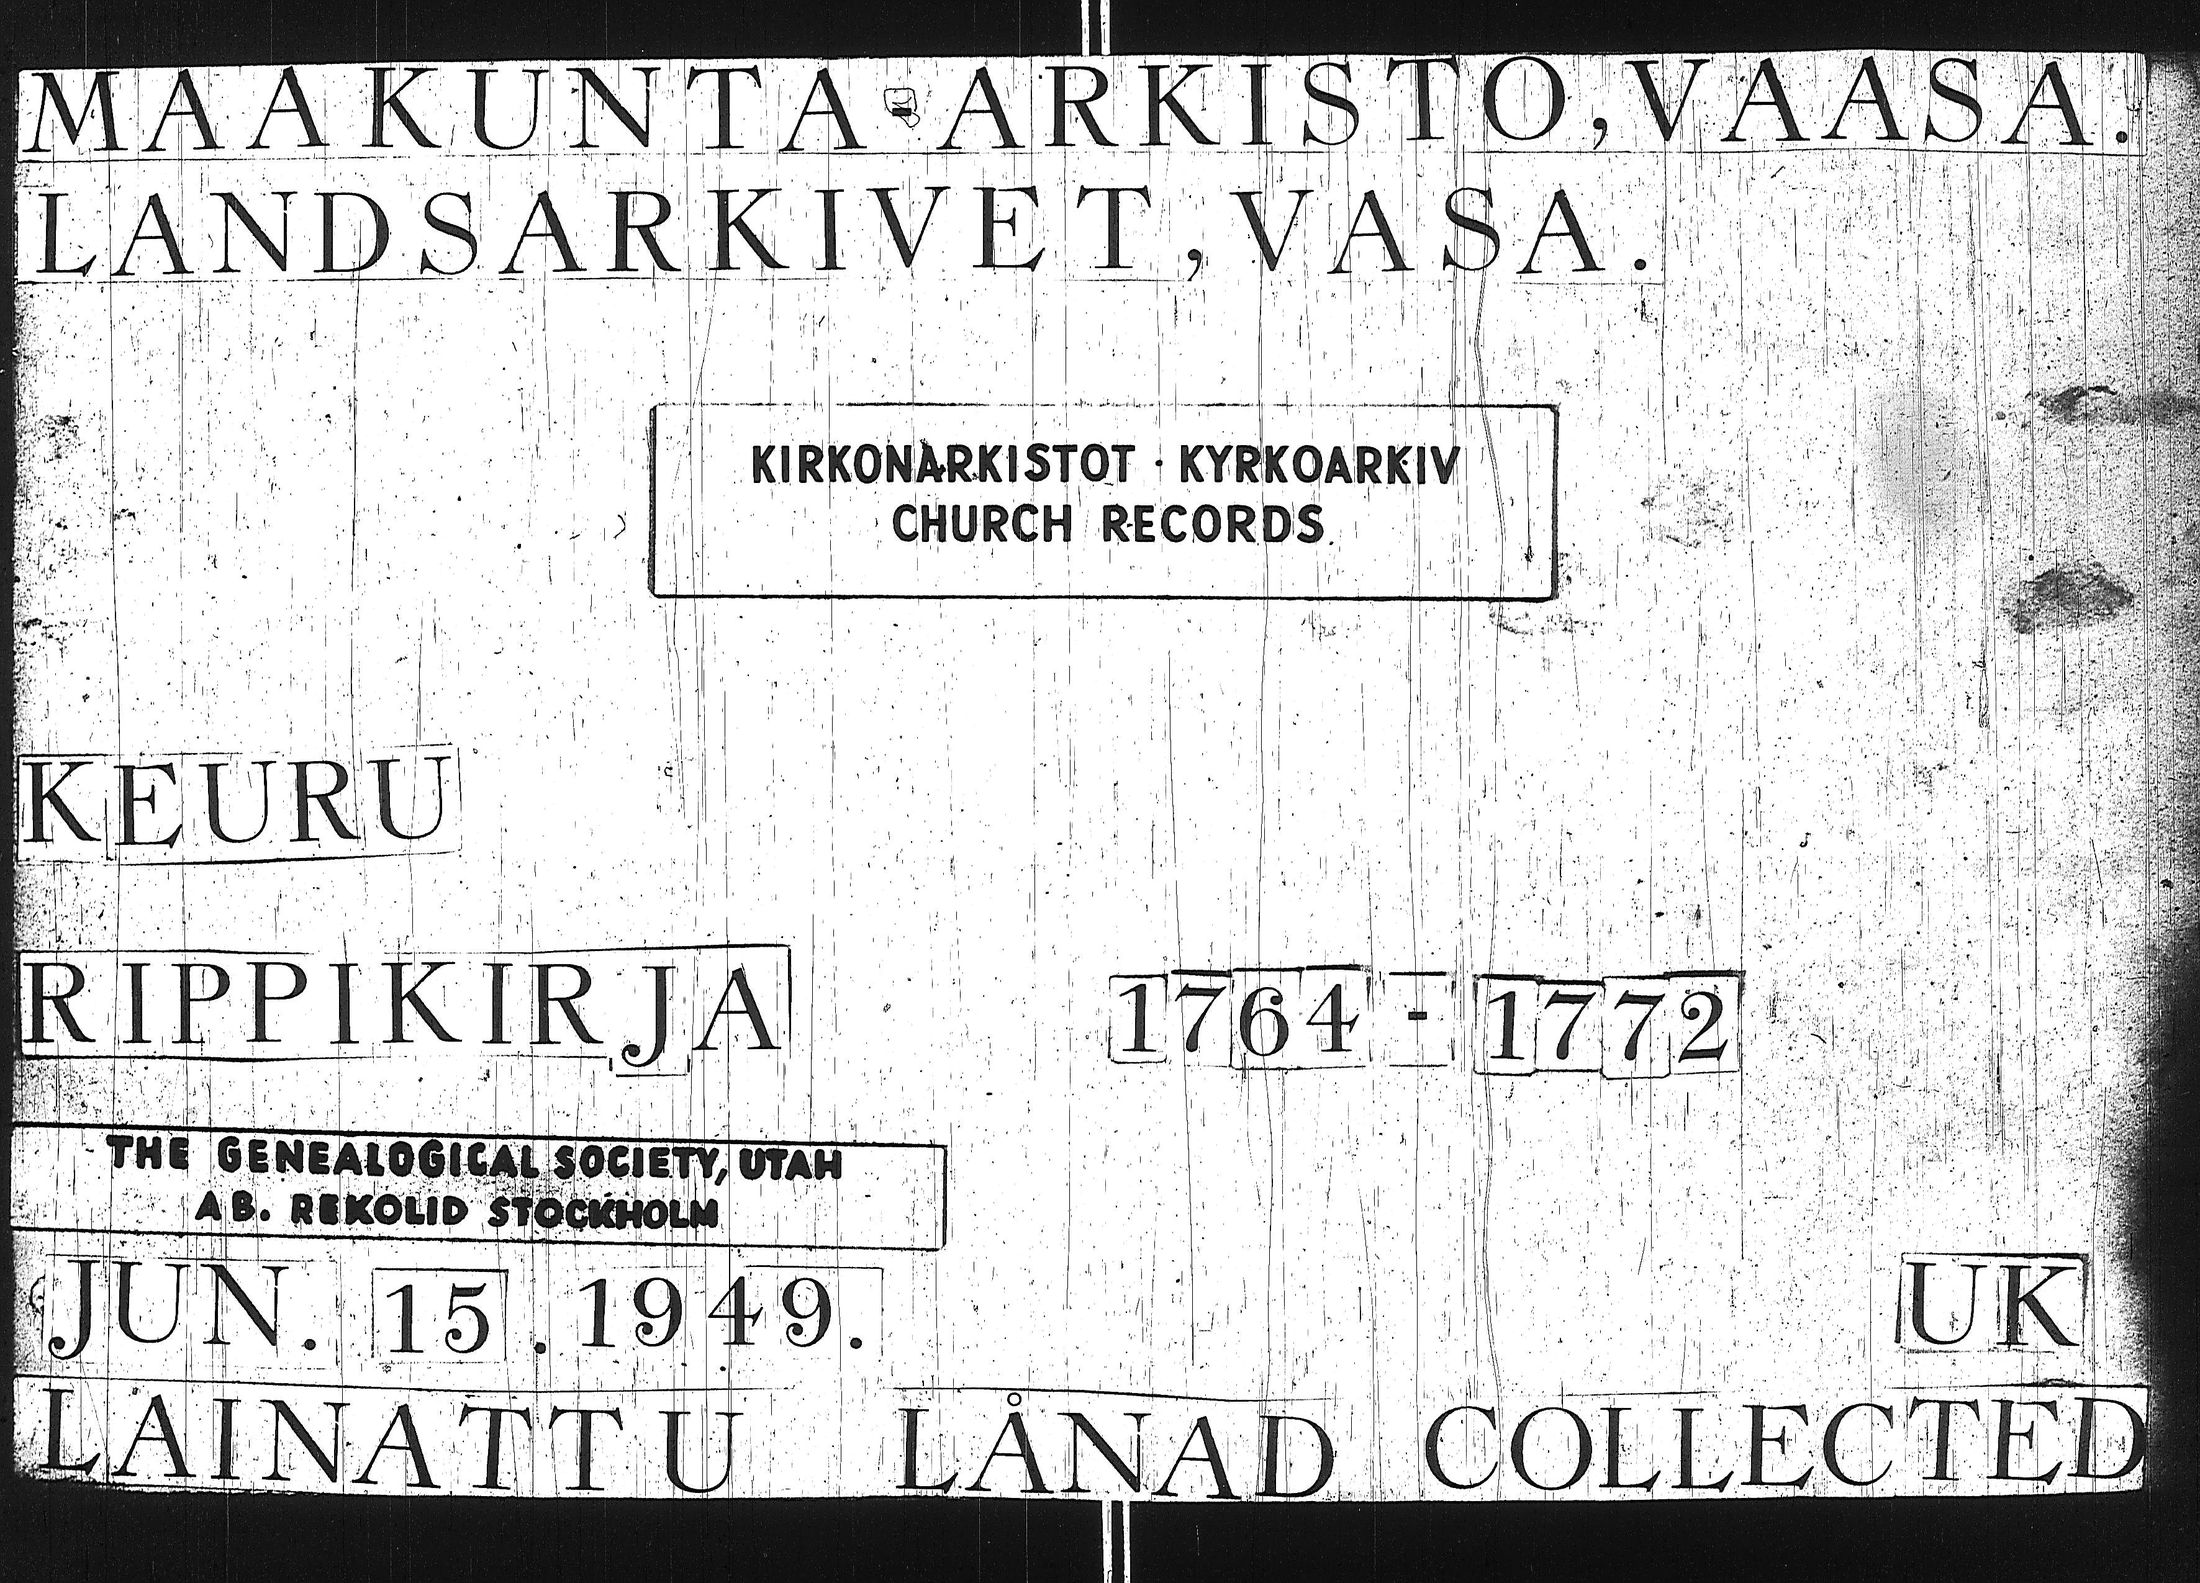 MAAKUNTA-ARKISTO, VAASA.
LANDSARKIVET, VASA.
KIRKONARKISTOT · KYRKOARKIV
CHURCH RECORDS
KEURU
RIPPIKIRJA 1764 - 1772
THE GENEALOGICAL SOCIETY, UTAH
AB. REKOLID STOCKHOLM
JUN. 15. 1949. UK
LAINATTU LÅNAD COLLECTED